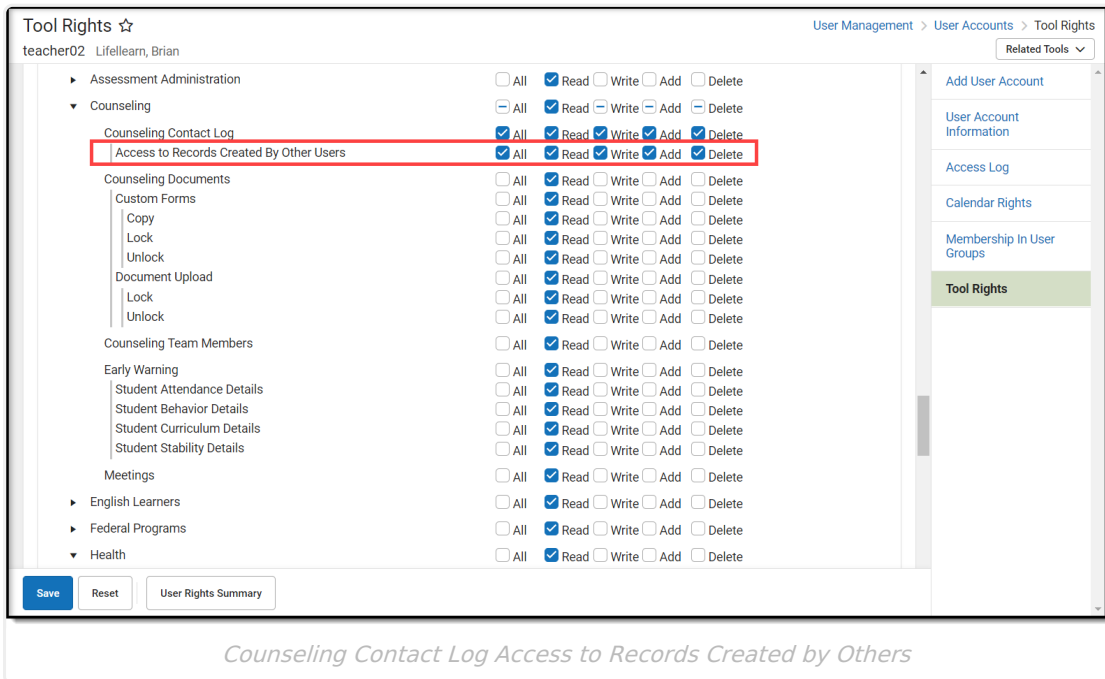 Tool Rights
User Management > User Accounts > Tool Rights
teacher02 Lifellearn, Brian
Related Tools
Assessment Administration All Read Write Add Delete
Counseling All Read Write Add Delete
Counseling Contact Log All Read Write Add Delete
Access to Records Created By Other Users All Read Write Add Delete
Counseling Documents All Read Write Add Delete
Custom Forms All Read Write Add Delete
Copy All Read Write Add Delete
Lock All Read Write Add Delete
Unlock All Read Write Add Delete
Document Upload All Read Write Add Delete
Lock All Read Write Add Delete
Unlock All Read Write Add Delete
Counseling Team Members All Read Write Add Delete
Early Warning All Read Write Add Delete
Student Attendance Details All Read Write Add Delete
Student Behavior Details All Read Write Add Delete
Student Curriculum Details All Read Write Add Delete
Student Stability Details All Read Write Add Delete
Meetings All Read Write Add Delete
English Learners All Read Write Add Delete
Federal Programs All Read Write Add Delete
Health All Read Write Add Delete
Add User Account
User Account
Information
Access Log
Calendar Rights
Membership In User
Groups
Tool Rights
Save Reset User Rights Summary
Counseling Contact Log Access to Records Created by Others